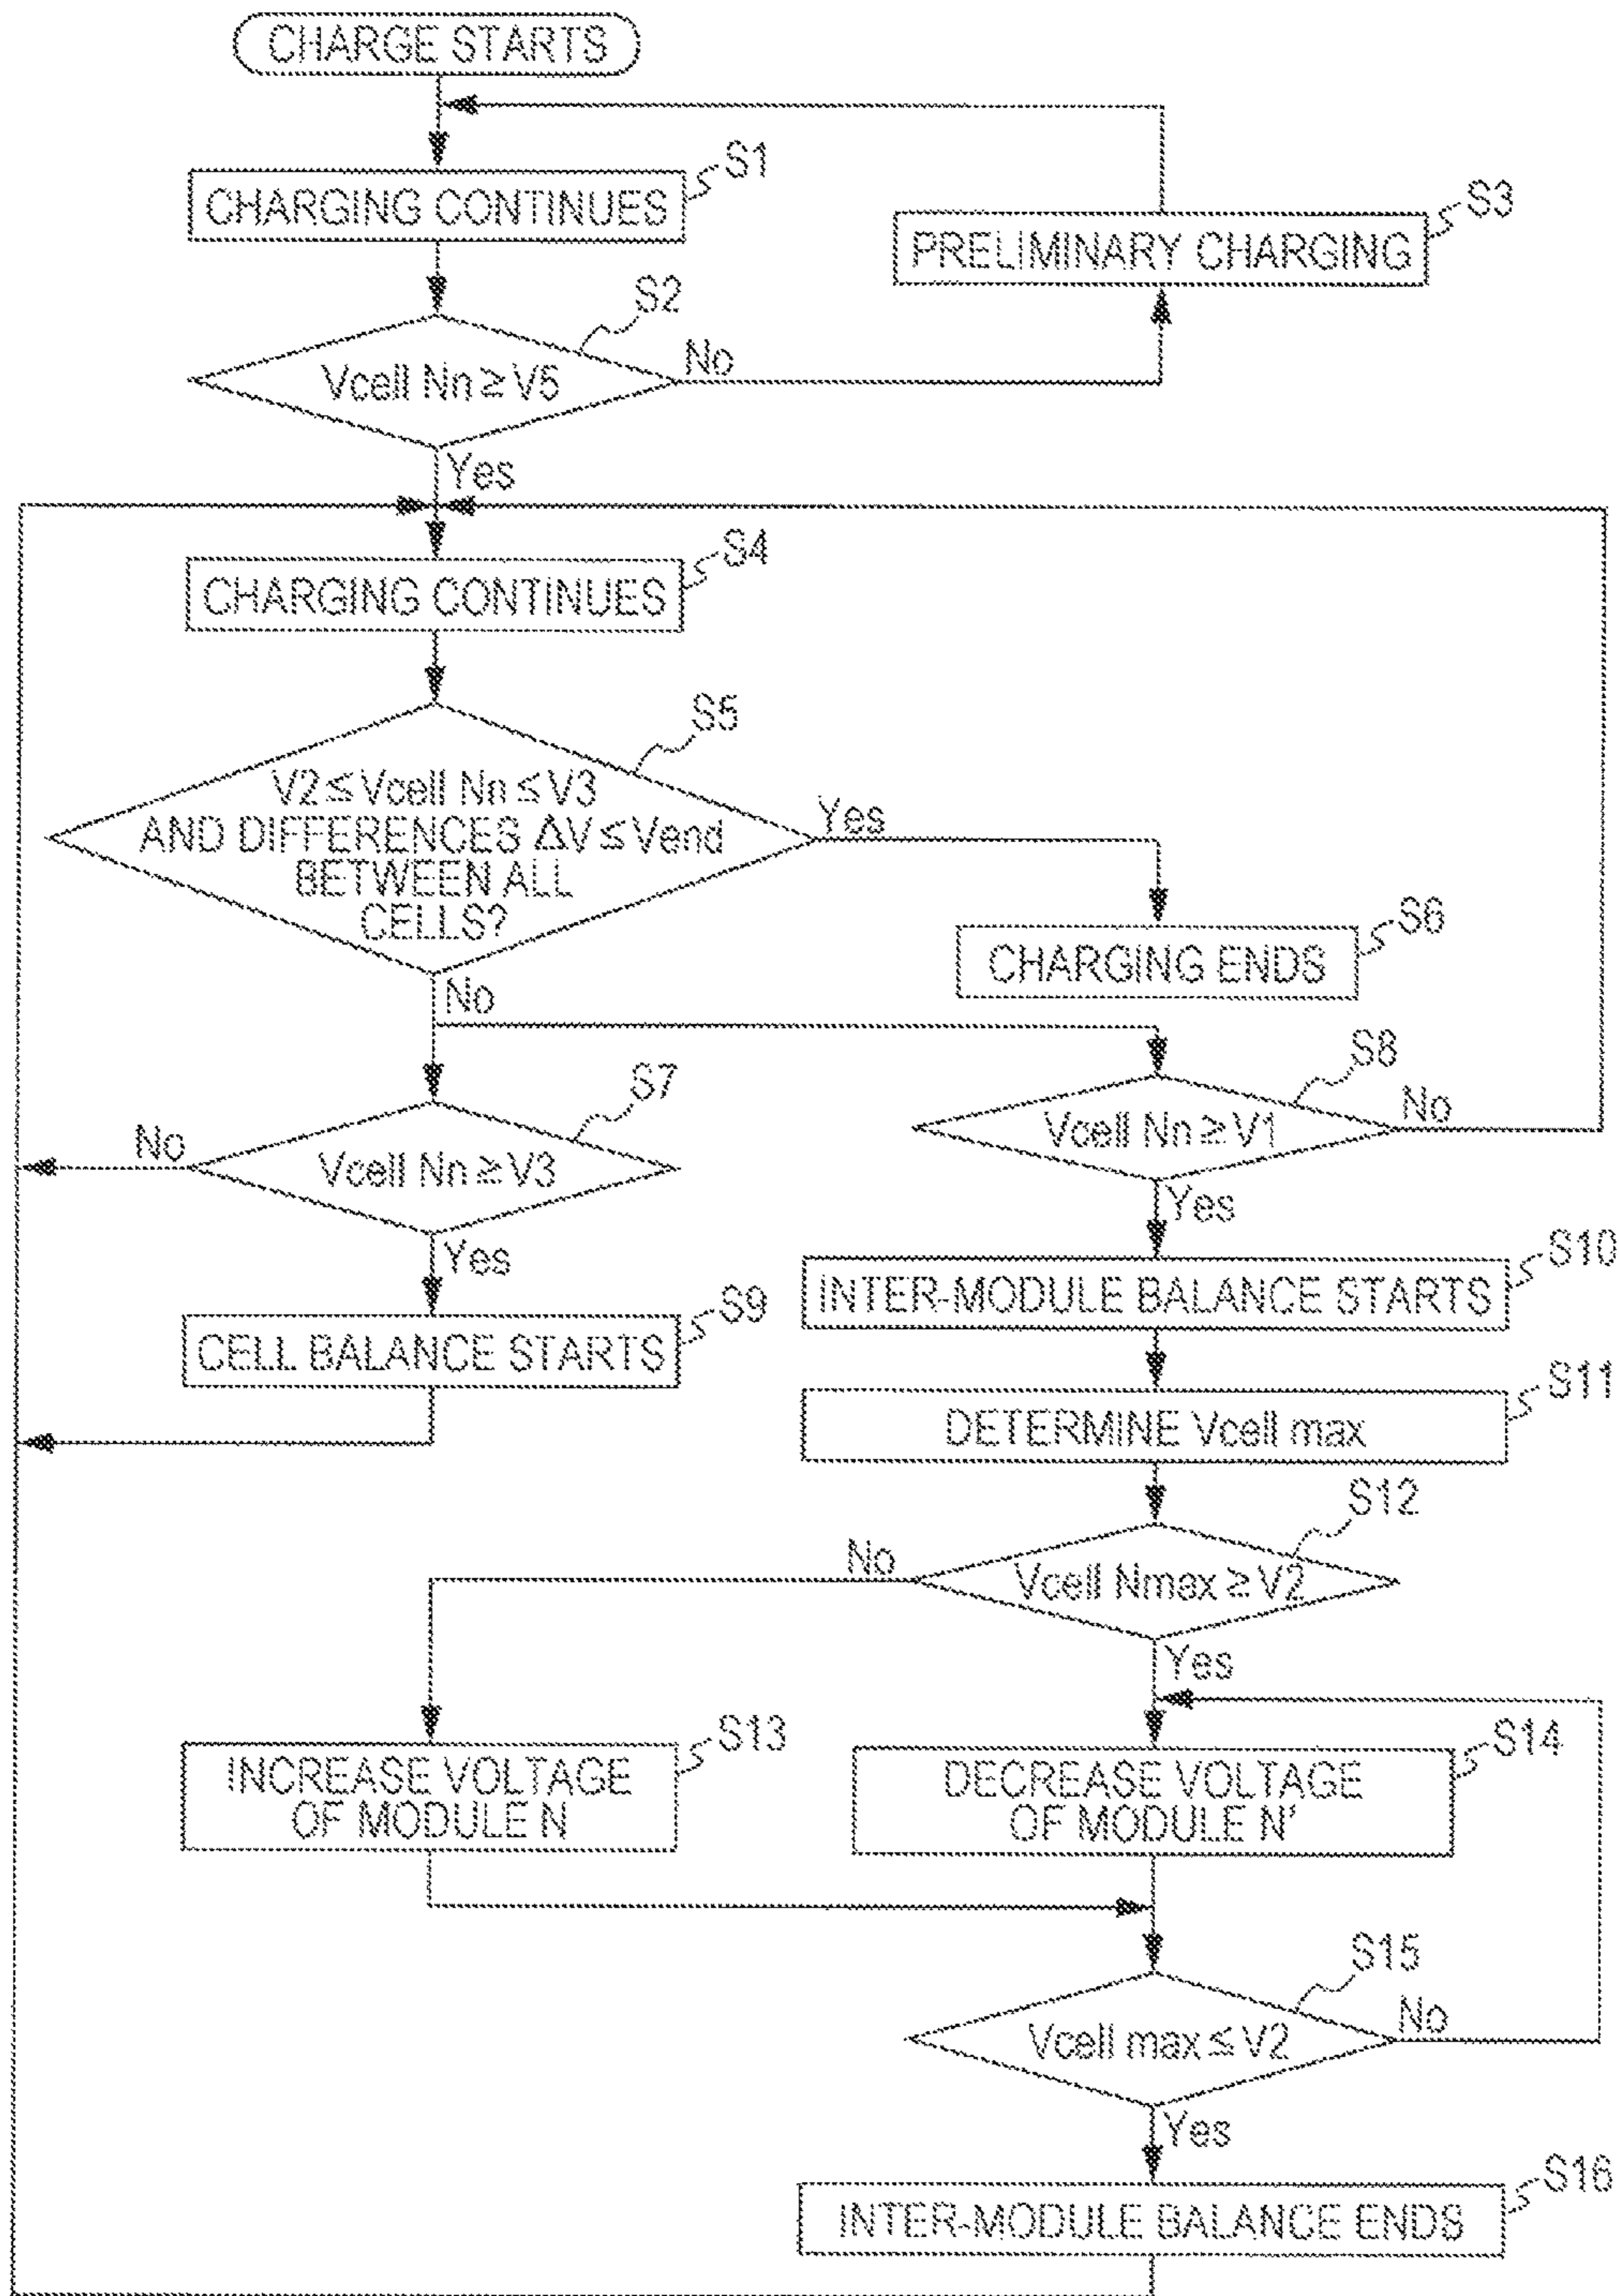 CHARGE STARTS
S1
CHARGING CONTINUES
S3
PRELIMINARY CHARGING
S2
Vcell Nn ≥ V5
No
Yes
S4
CHARGING CONTINUES
S5
V2 ≤ Vcell Nn ≤ V3
AND DIFFERENCES ΔV ≤ Vend
BETWEEN ALL
CELLS?
Yes
S6
CHARGING ENDS
No
S7
Vcell Nn ≥ V3
No
Yes
S8
Vcell Nn ≥ V1
No
Yes
S9
CELL BALANCE STARTS
S10
INTER-MODULE BALANCE STARTS
S11
DETERMINE Vcell max
S12
Vcell Nmax ≥ V2
No
Yes
S13
INCREASE VOLTAGE
OF MODULE N
S14
DECREASE VOLTAGE
OF MODULE N'
S15
Vcell max ≤ V2
No
Yes
S16
INTER-MODULE BALANCE ENDS